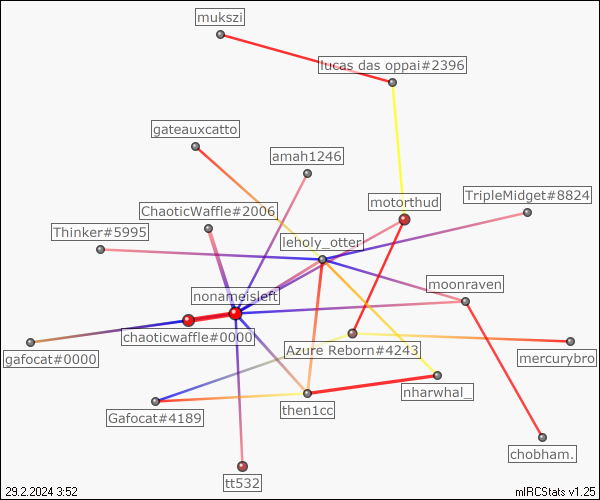 mukszi
lucas das oppai#2396
gateauxcatto
amah1246
TripleMidget#8824
ChaoticWaffle#2006
motorthud
Thinker#5995
leholy_otter
moonraven
nonameisleft
chaoticwaffle#0000
Azure Reborn#4243
gafocat#0000
mercurybro
nharwhal_
Gafocat#4189
then1cc
chobham.
tt532
29.2.2024 3:52
mIRCStats v1.25